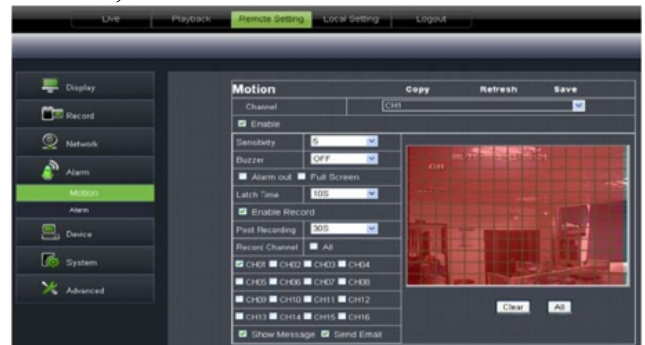 Live Playback Remote Setting Local Setting Logout
Display
Record
Network
Alarm
Motion
Alarm
Device
System
Advanced
Motion Copy Refresh Save
Channel CH1
Enable
Sensitivity 5
Buzzer OFF
Alarm out Full Screen
Latch Time 10S
Enable Record
Post Recording 30S
Record Channel All
CH01 CH02 CH03 CH04
CH05 CH06 CH07 CH08
CH09 CH10 CH11 CH12
CH13 CH14 CH15 CH16
Show Message Send Email
CH1
Clear All